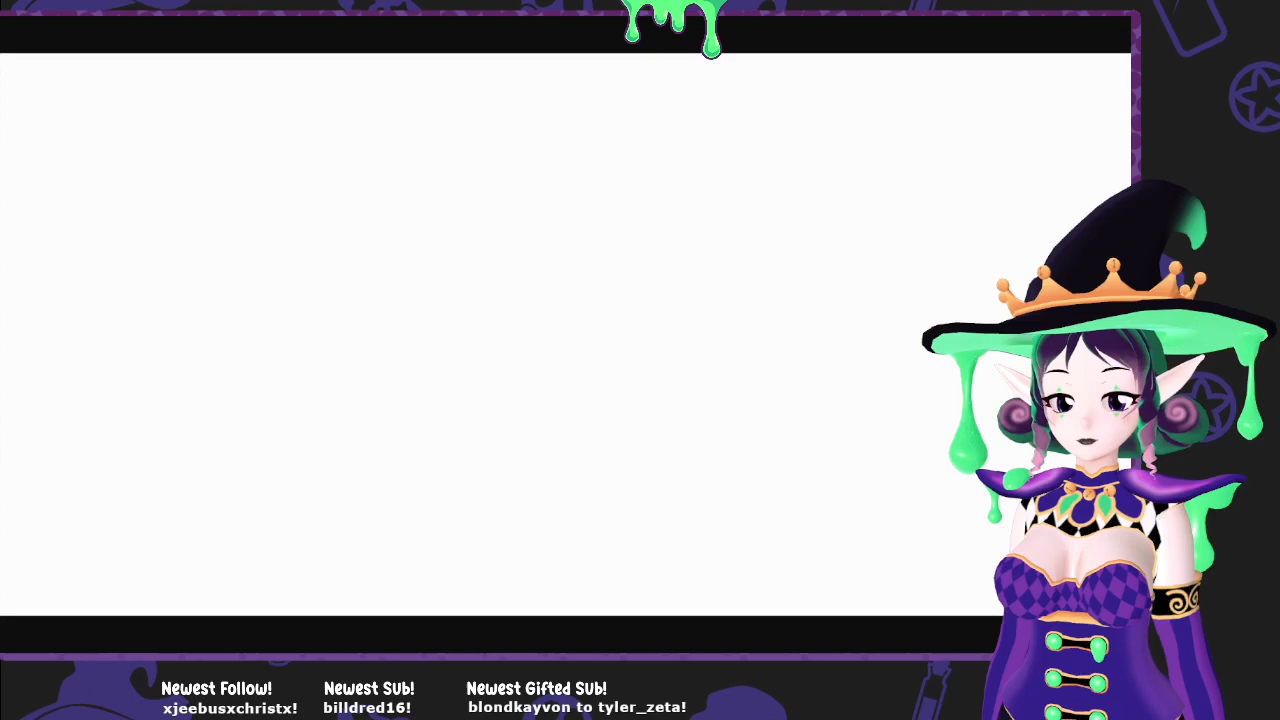 Newest Follow!
xjeebusxchristx!
Newest SUb!
billdred16!
Newest Gifted SUb!
blondkayvon to tyler_zeta!